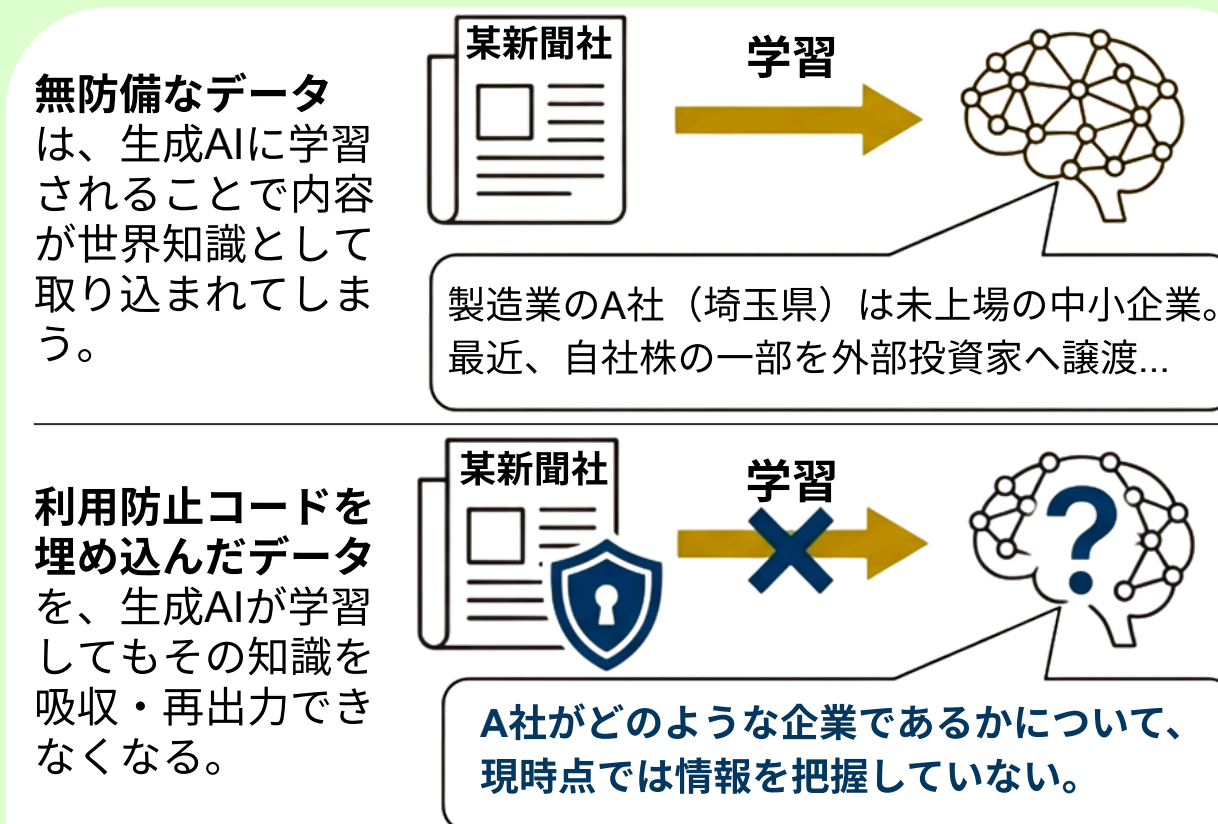 無防備なデータ
は、生成AIに学習
されることで内容
が世界知識として
取り込まれてしま
う。
某新聞社
学習
製造業のA社（埼玉県）は未上場の中小企業。
最近、自社株の一部を外部投資家へ譲渡...
利用防止コードを
埋め込んだデータ
を、生成AIが学習
してもその知識を
吸収・再出力でき
なくなる。
某新聞社
学習
?
A社がどのような企業であるかについて、
現時点では情報を把握していない。